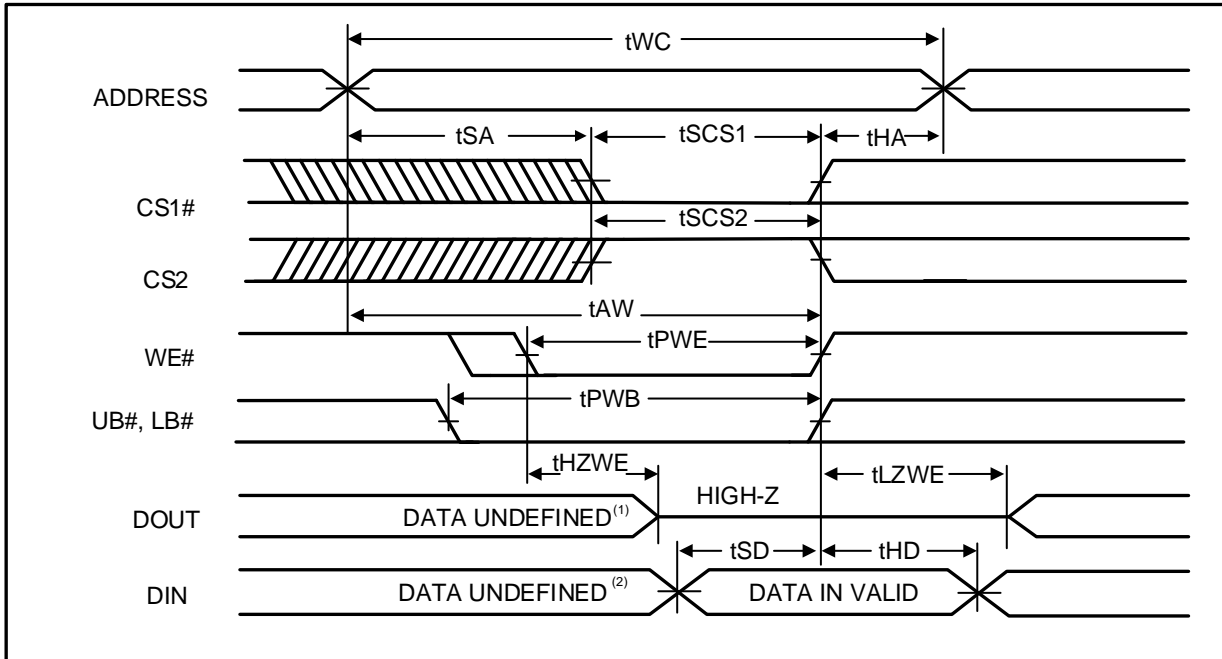 tWC
ADDRESS
tSA
tSCS1
tHA
CS1#
tSCS2
CS2
tAW
WE#
tPWE
tPWB
UB#, LB#
tHZWE
tLZWE
HIGH-Z
DOUT
DATA UNDEFINED(1)
tSD
tHD
DIN
DATA UNDEFINED (2)
DATA IN VALID